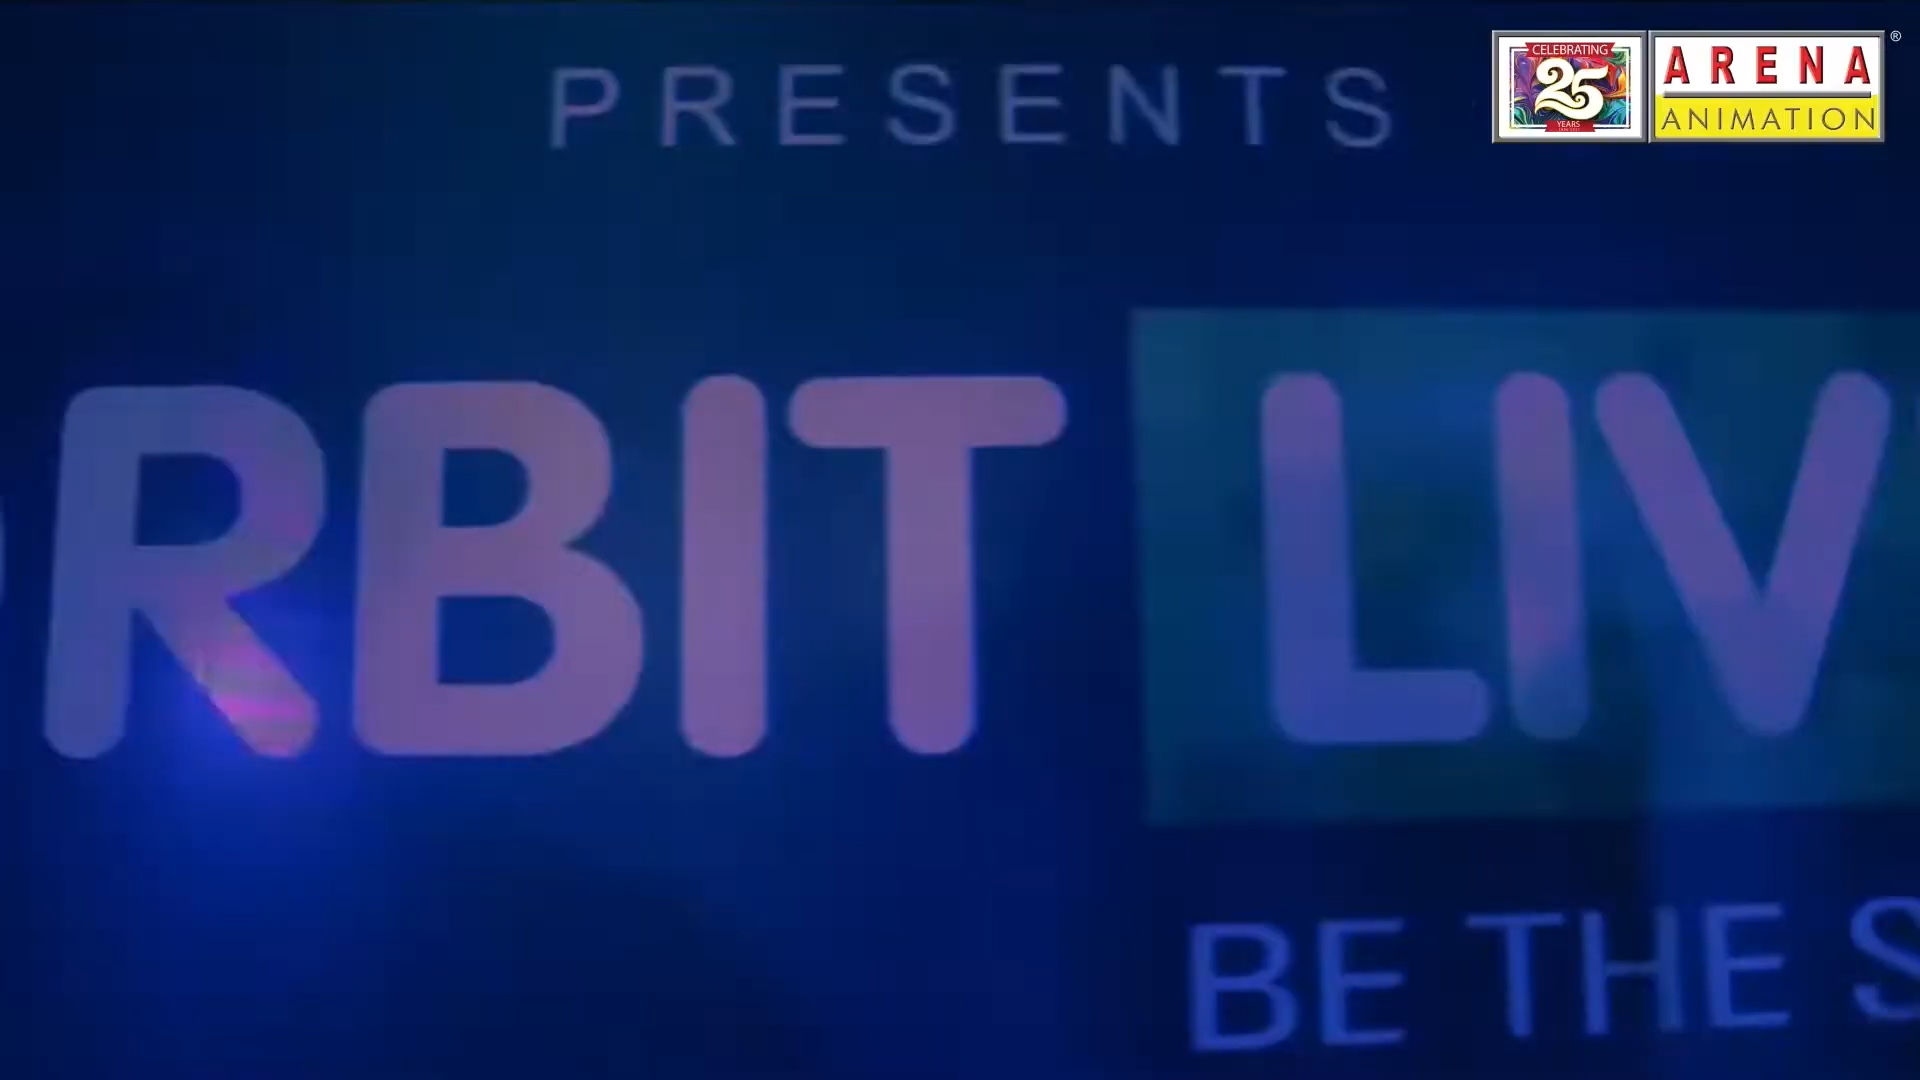 PRESENTS
CELEBRATING
25
YEARS
ARENA
ANIMATION
®
RBIT LIV
BE THE S